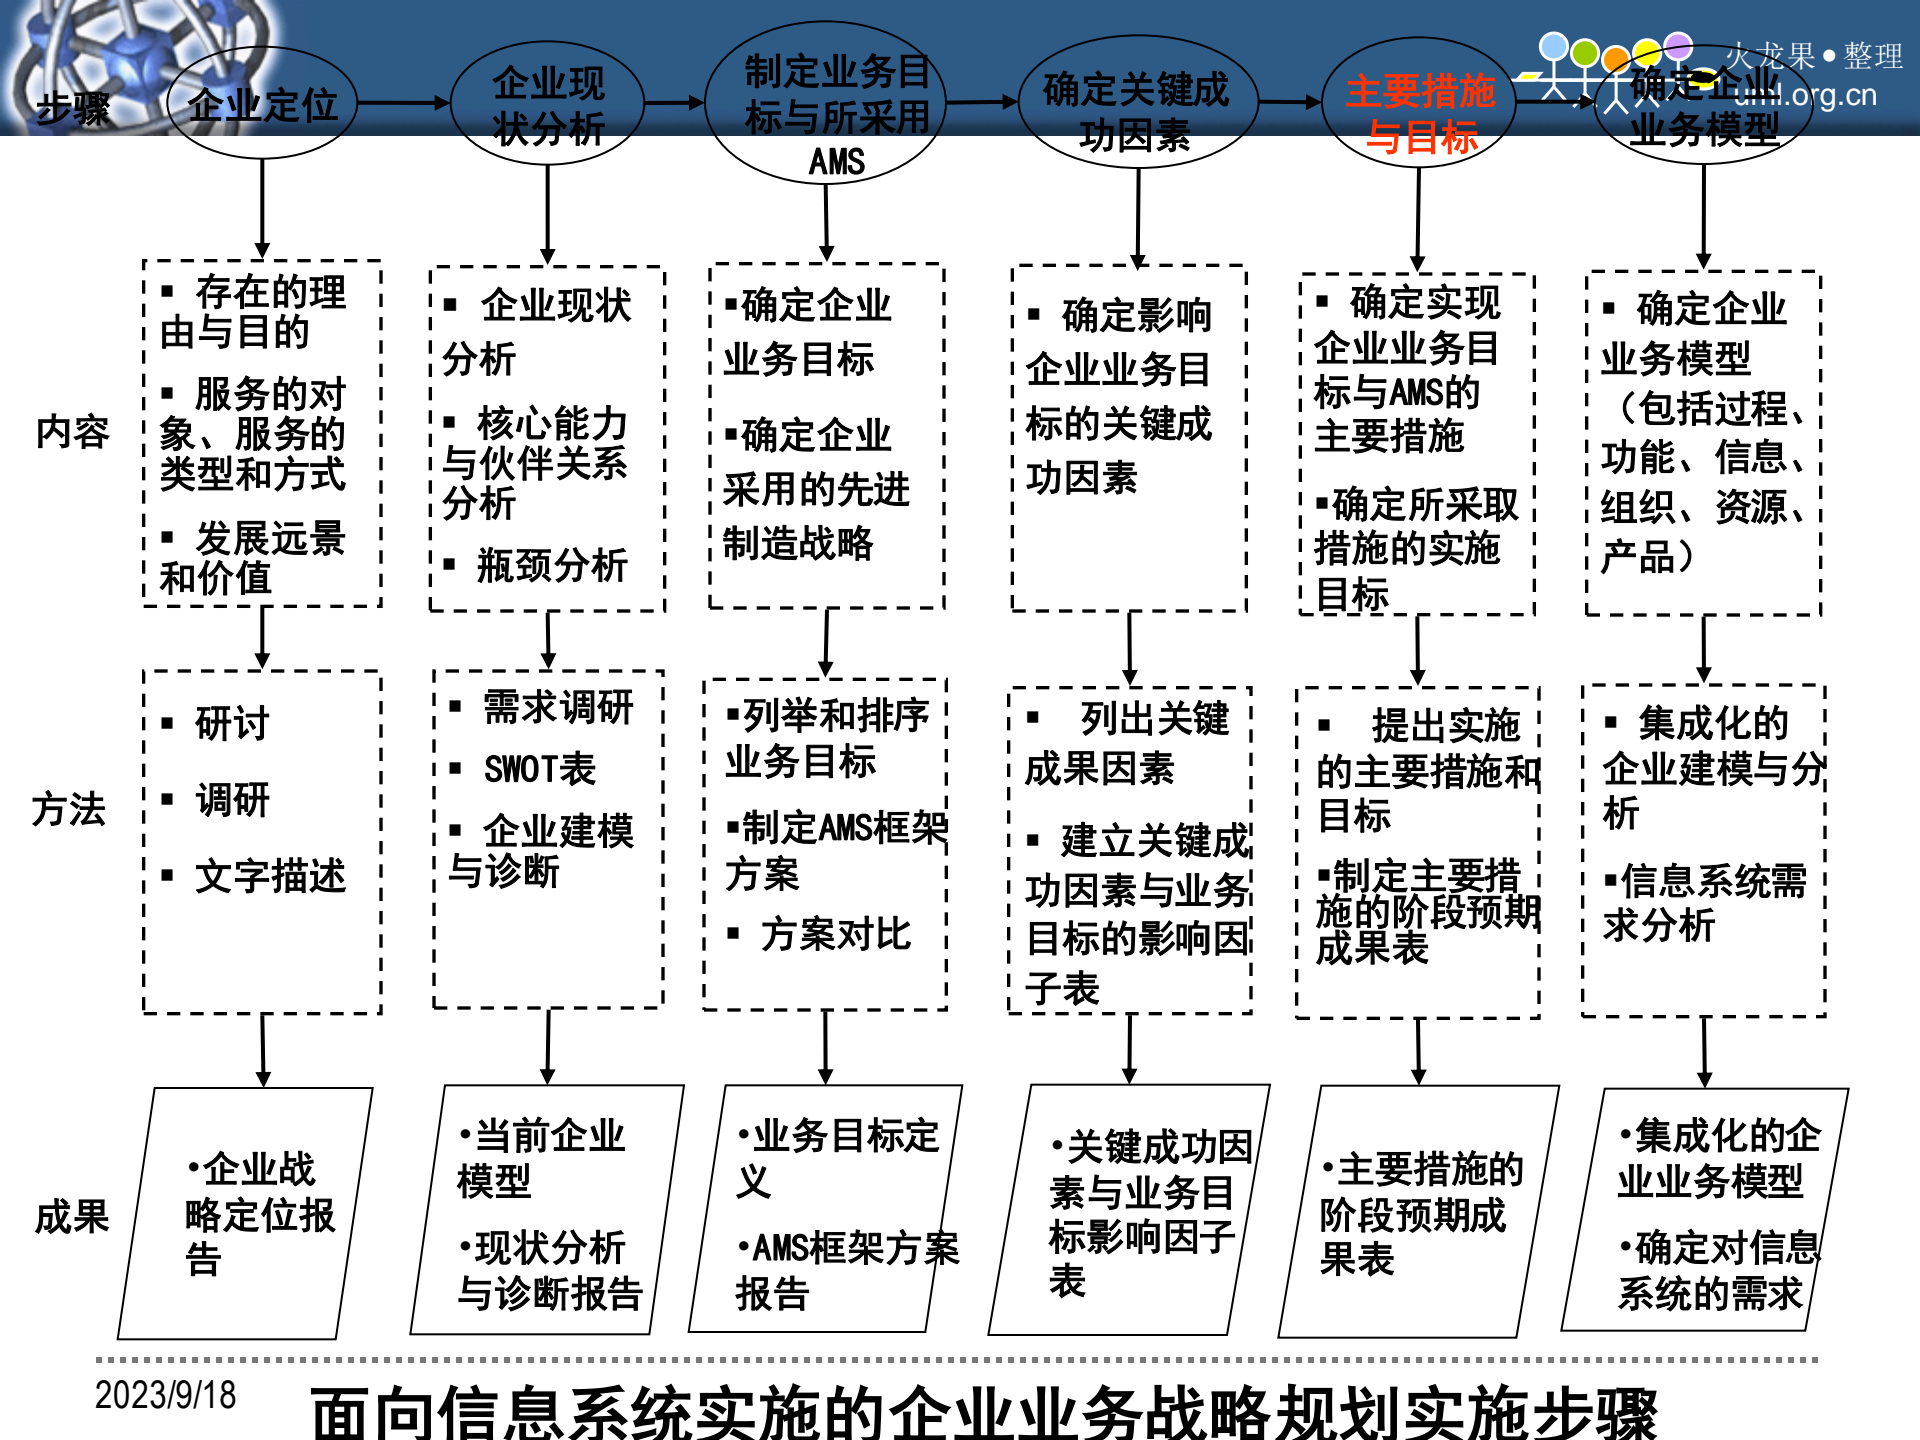 火龙果●整理
uml.org.cn
步骤
企业定位
企业现
状分析
制定业务目
标与所采用
AMS
确定关键成
功因素
主要措施
与目标
确定企业
业务模型
内容
▪ 存在的理
由与目的
▪ 服务的对
象、服务的
类型和方式
▪ 发展远景
和价值
▪ 企业现状
分析
▪ 核心能力
与伙伴关系
分析
▪ 瓶颈分析
▪确定企业
业务目标
▪确定企业
采用的先进
制造战略
▪ 确定影响
企业业务目
标的关键成
功因素
▪ 确定实现
企业业务目
标与AMS的
主要措施
▪确定所采取
措施的实施
目标
▪ 确定企业
业务模型
（包括过程、
功能、信息、
组织、资源、
产品）
方法
▪ 研讨
▪ 调研
▪ 文字描述
▪ 需求调研
▪ SWOT表
▪ 企业建模
与诊断
▪列举和排序
业务目标
▪制定AMS框架
方案
▪ 方案对比
▪ 列出关键
成果因素
▪ 建立关键成
功因素与业务
目标的影响因
子表
▪ 提出实施
的主要措施和
目标
▪制定主要措
施的阶段预期
成果表
▪ 集成化的
企业建模与分
析
▪信息系统需
求分析
成果
•企业战
略定位报
告
•当前企业
模型
•现状分析
与诊断报告
•业务目标定
义
•AMS框架方案
报告
•关键成功因
素与业务目
标影响因子
表
•主要措施的
阶段预期成
果表
•集成化的企
业业务模型
•确定对信息
系统的需求
2023/9/18
面向信息系统实施的企业业务战略规划实施步骤